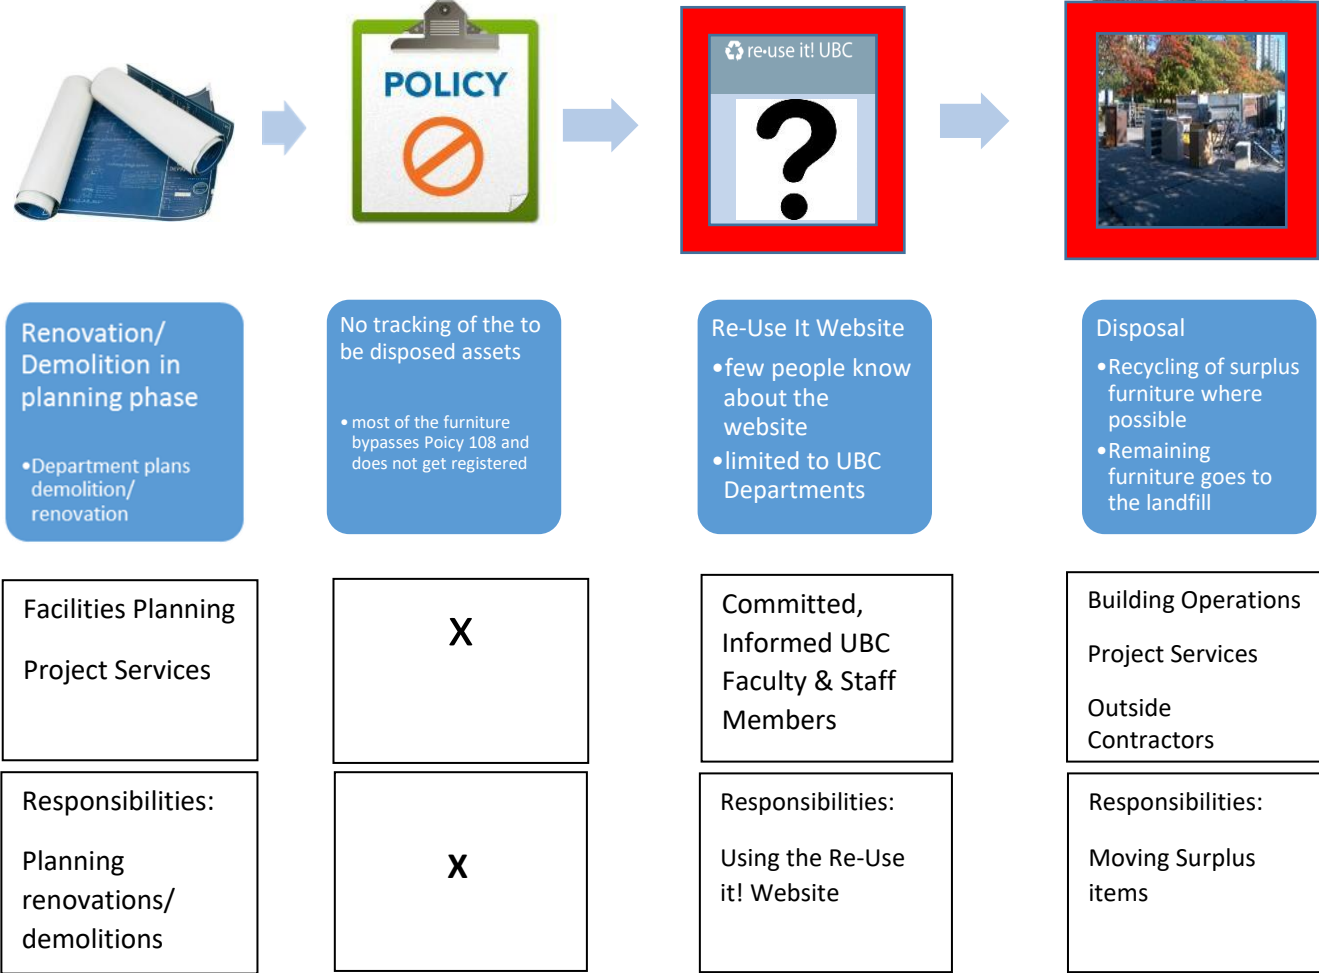 POLICY
re-use it! UBC
?
Renovation/
Demolition in
planning phase
•Department plans
demolition/
renovation
No tracking of the to
be disposed assets
•most of the furniture
bypasses Poicy 108 and
does not get registered
Re-Use It Website
•few people know
about the
website
•limited to UBC
Departments
Disposal
•Recycling of surplus
furniture where
possible
•Remaining
furniture goes to
the landfill
Facilities Planning
Project Services
X
Committed,
Informed UBC
Faculty & Staff
Members
Building Operations
Project Services
Outside
Contractors
Responsibilities:
Planning
renovations/
demolitions
X
Responsibilities:
Using the Re-Use
it! Website
Responsibilities:
Moving Surplus
items